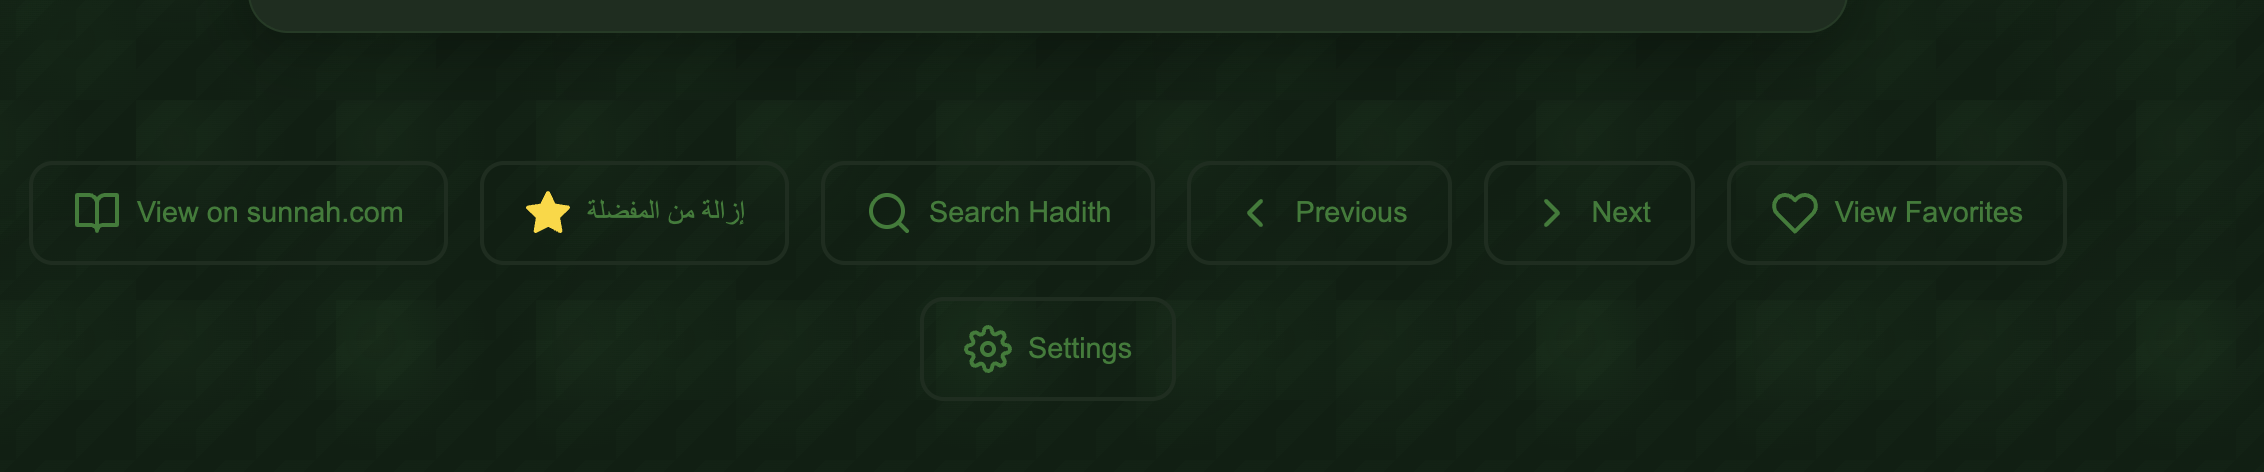 View on sunnah.com
إزالة من المفضلة
Search Hadith
Previous
Next
View Favorites
Settings